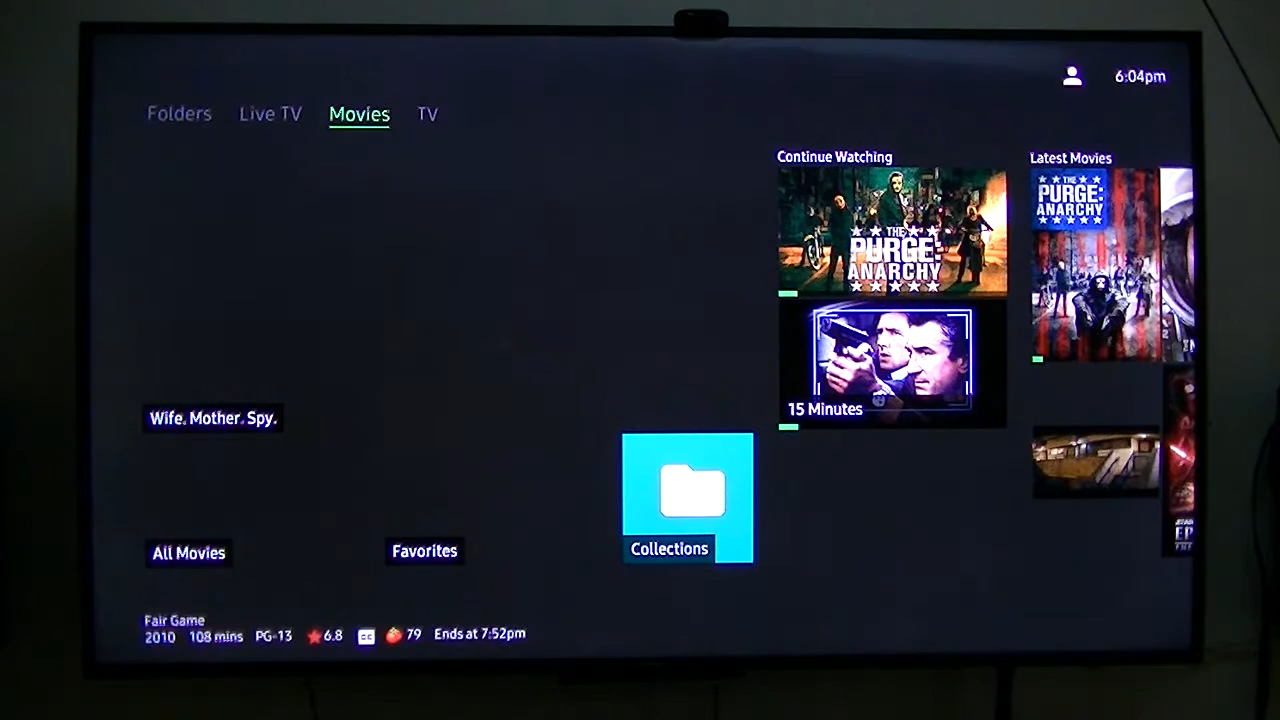 6:04pm
Folders Live TV Movies TV
Continue Watching
Latest Movies
THE
PURGE:
ANARCHY
THE
PURGE:
ANARCHY
15 Minutes
Wife. Mother. Spy.
Collections
All Movies
Favorites
Fair Game
2010 108 mins PG-13 6.8 CC 79 Ends at 7:52pm